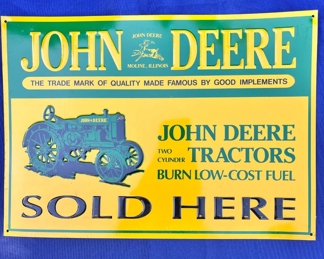 JOHN DEERE
JOHN DEERE
MOLINE, ILLINOIS
THE TRADE MARK OF QUALITY MADE FAMOUS BY GOOD IMPLEMENTS
JOHN DEERE
JOHN DEERE
TWO CYLINDER TRACTORS
BURN LOW-COST FUEL
SOLD HERE